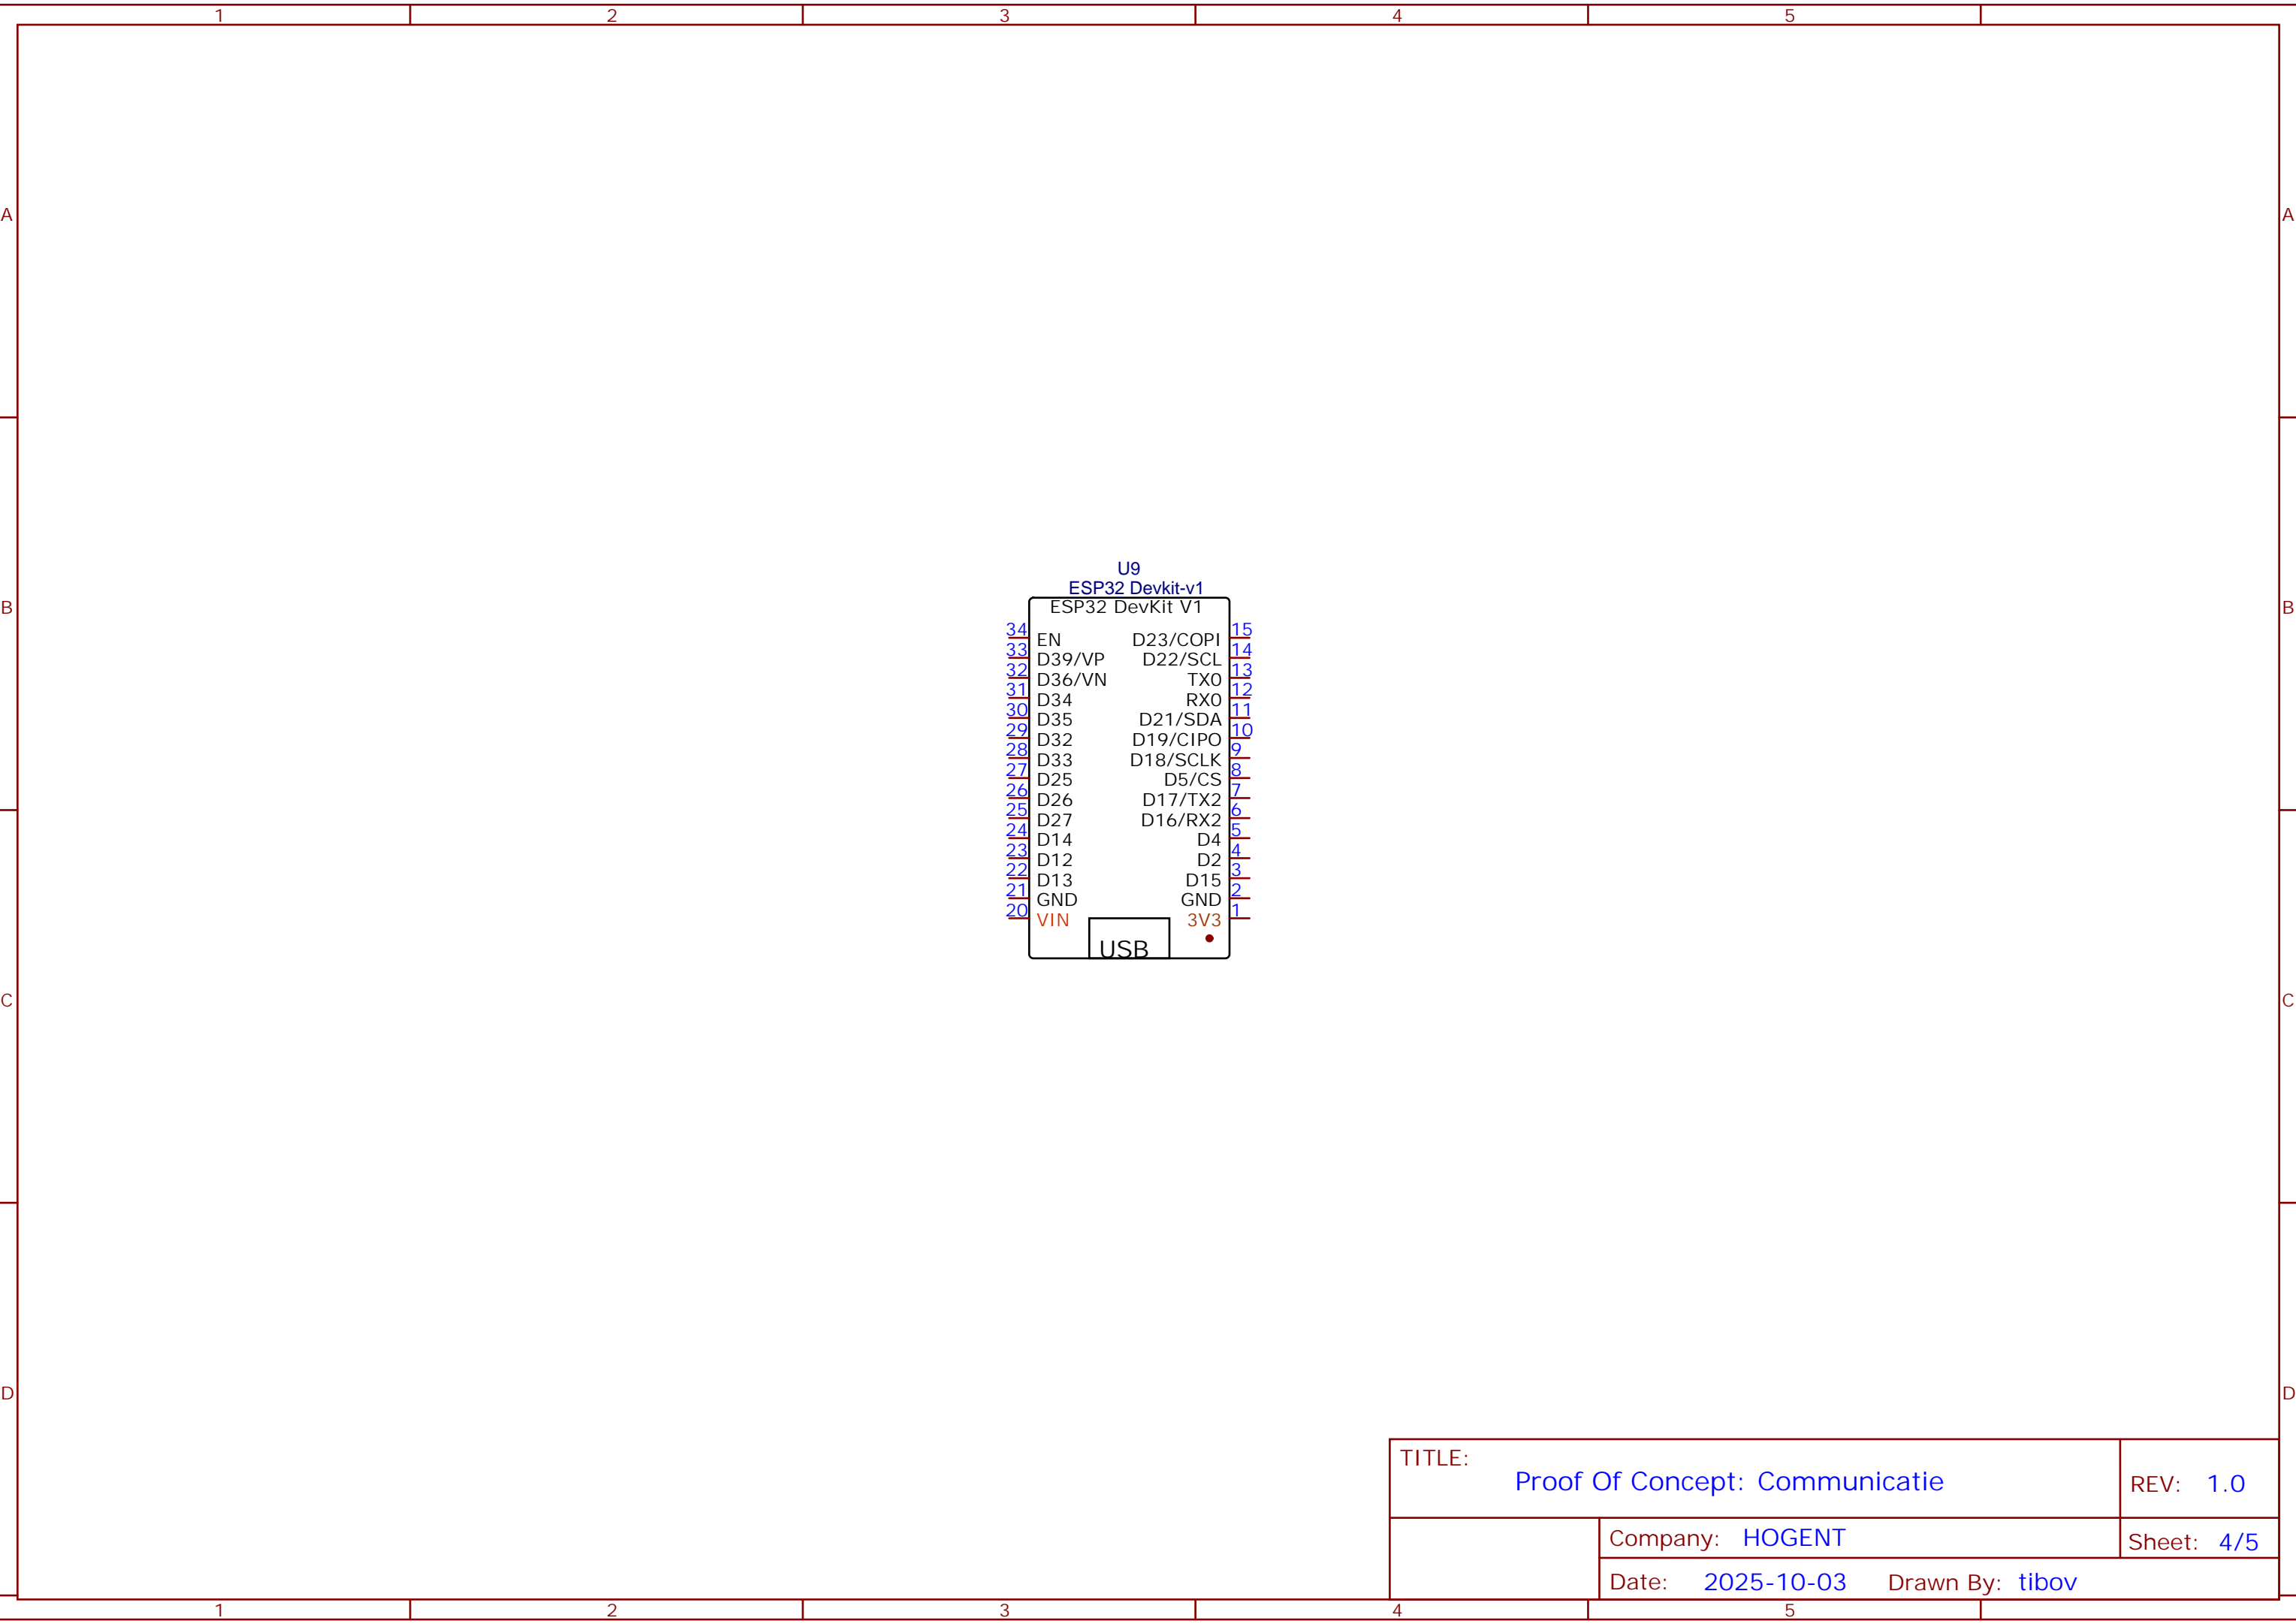 1 2 3 4 5
A A
B B
C C
D D
U9
ESP32 Devkit-v1
ESP32 DevKit V1
34 EN D23/COPI 15
33 D39/VP D22/SCL 14
32 D36/VN TX0 13
31 D34 RX0 12
30 D35 D21/SDA 11
29 D32 D19/CIPO 10
28 D33 D18/SCLK 9
27 D25 D5/CS 8
26 D26 D17/TX2 7
25 D27 D16/RX2 6
24 D14 D4 5
23 D12 D2 4
22 D13 D15 3
21 GND GND 2
20 VIN 3V3 1
USB
TITLE:
Proof Of Concept: Communicatie
REV: 1.0
Company: HOGENT
Sheet: 4/5
Date: 2025-10-03 Drawn By: tibov
1 2 3 4 5